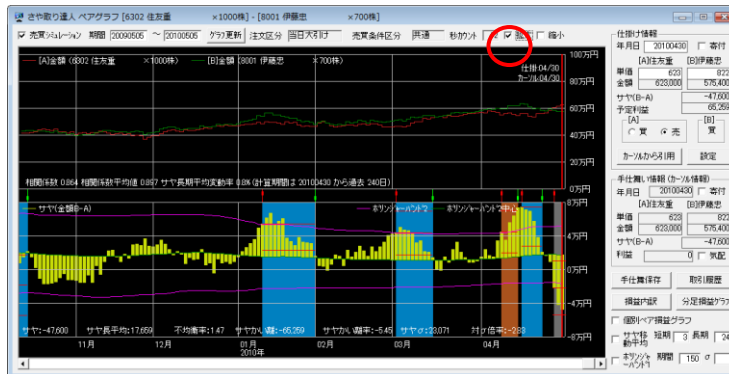 さや取り達人 ペアグラフ [6302 住友重 ×1000株] - [8001 伊藤忠 ×700株]
売買シミュレーション 期間 20090505 ～ 20100505 グラフ更新 注文区分 当日大引け 売買条件区分 共通 秒カウント 縮小
[A]金額 (6302 住友重 ×1000株) [B]金額 (8001 伊藤忠 ×700株)
仕掛:04/30
カーソル:04/30
100万円
80万円
60万円
40万円
20万円
0万円
相関係数 0.864 相関係数平均値 0.897 サヤ長期平均変動率 0.8% (計算期間は 20100430 から過去 240日)
サヤ(金額B-A) ボリンジャーバンド2 ボリンジャーバンド2中心
8万円
4万円
0万円
-4万円
-8万円
サヤ:-47,600 サヤ長平均:17,659 不均衡率:1.47 サヤかい離:-65,259 サヤかい離率:-5.45 サヤσ:23,071 対σ倍率:-2.83
11月 12月 01月 02月 03月 04月
2010年
仕掛け情報
年月日 20100430 寄付
[A]住友重 [B]伊藤忠
単価 623 822
金額 623,000 575,400
サヤ(B-A) -47,600
予定利益 65,259
[A] [B]
買 売 買
カーソルから引用 設定
手仕舞い情報 (カーソル情報)
年月日 20100430 寄付
[A]住友重 [B]伊藤忠
単価 623 822
金額 623,000 575,400
サヤ(B-A) -47,600
利益 0 気配
手仕舞保存 取引履歴
損益内訳 分足損益グラフ
個別ペア損益グラフ
サヤ移動平均 短期 3 長期 24
ボリンジャーバンド 期間 150 σ